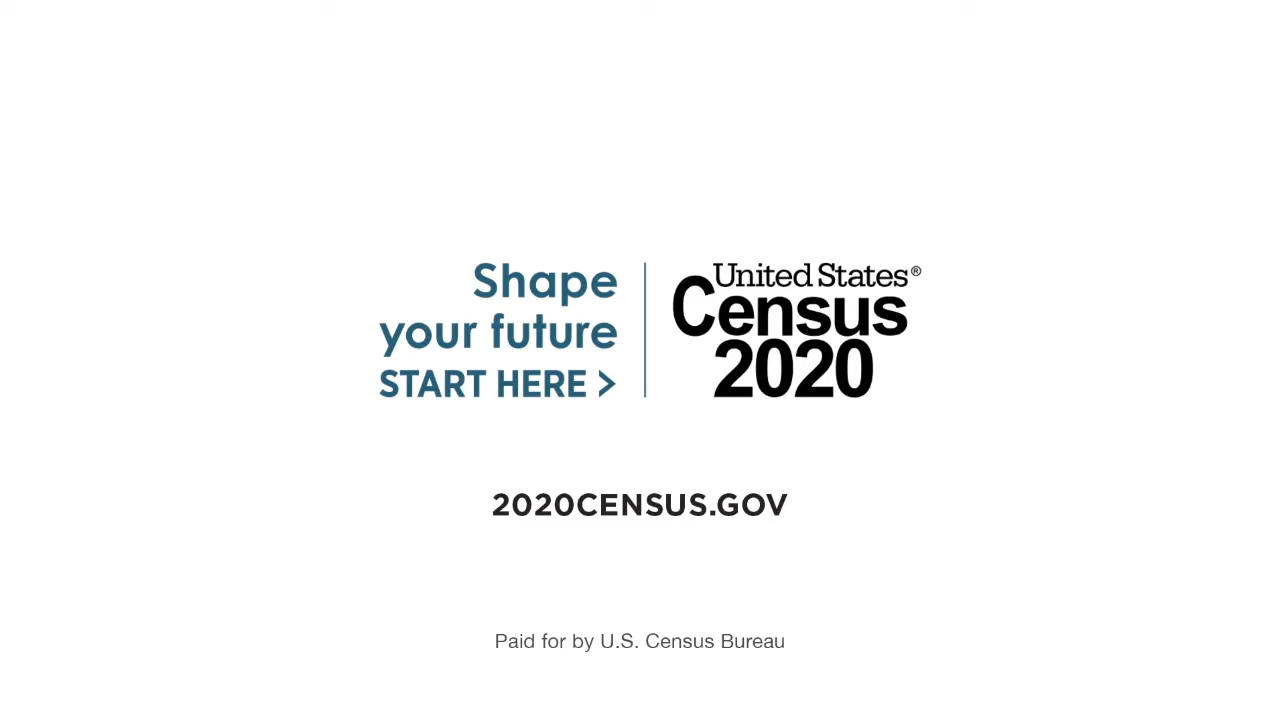 Shape
your future
START HERE >
United States®
Census
2020
2020CENSUS.GOV
Paid for by U.S. Census Bureau